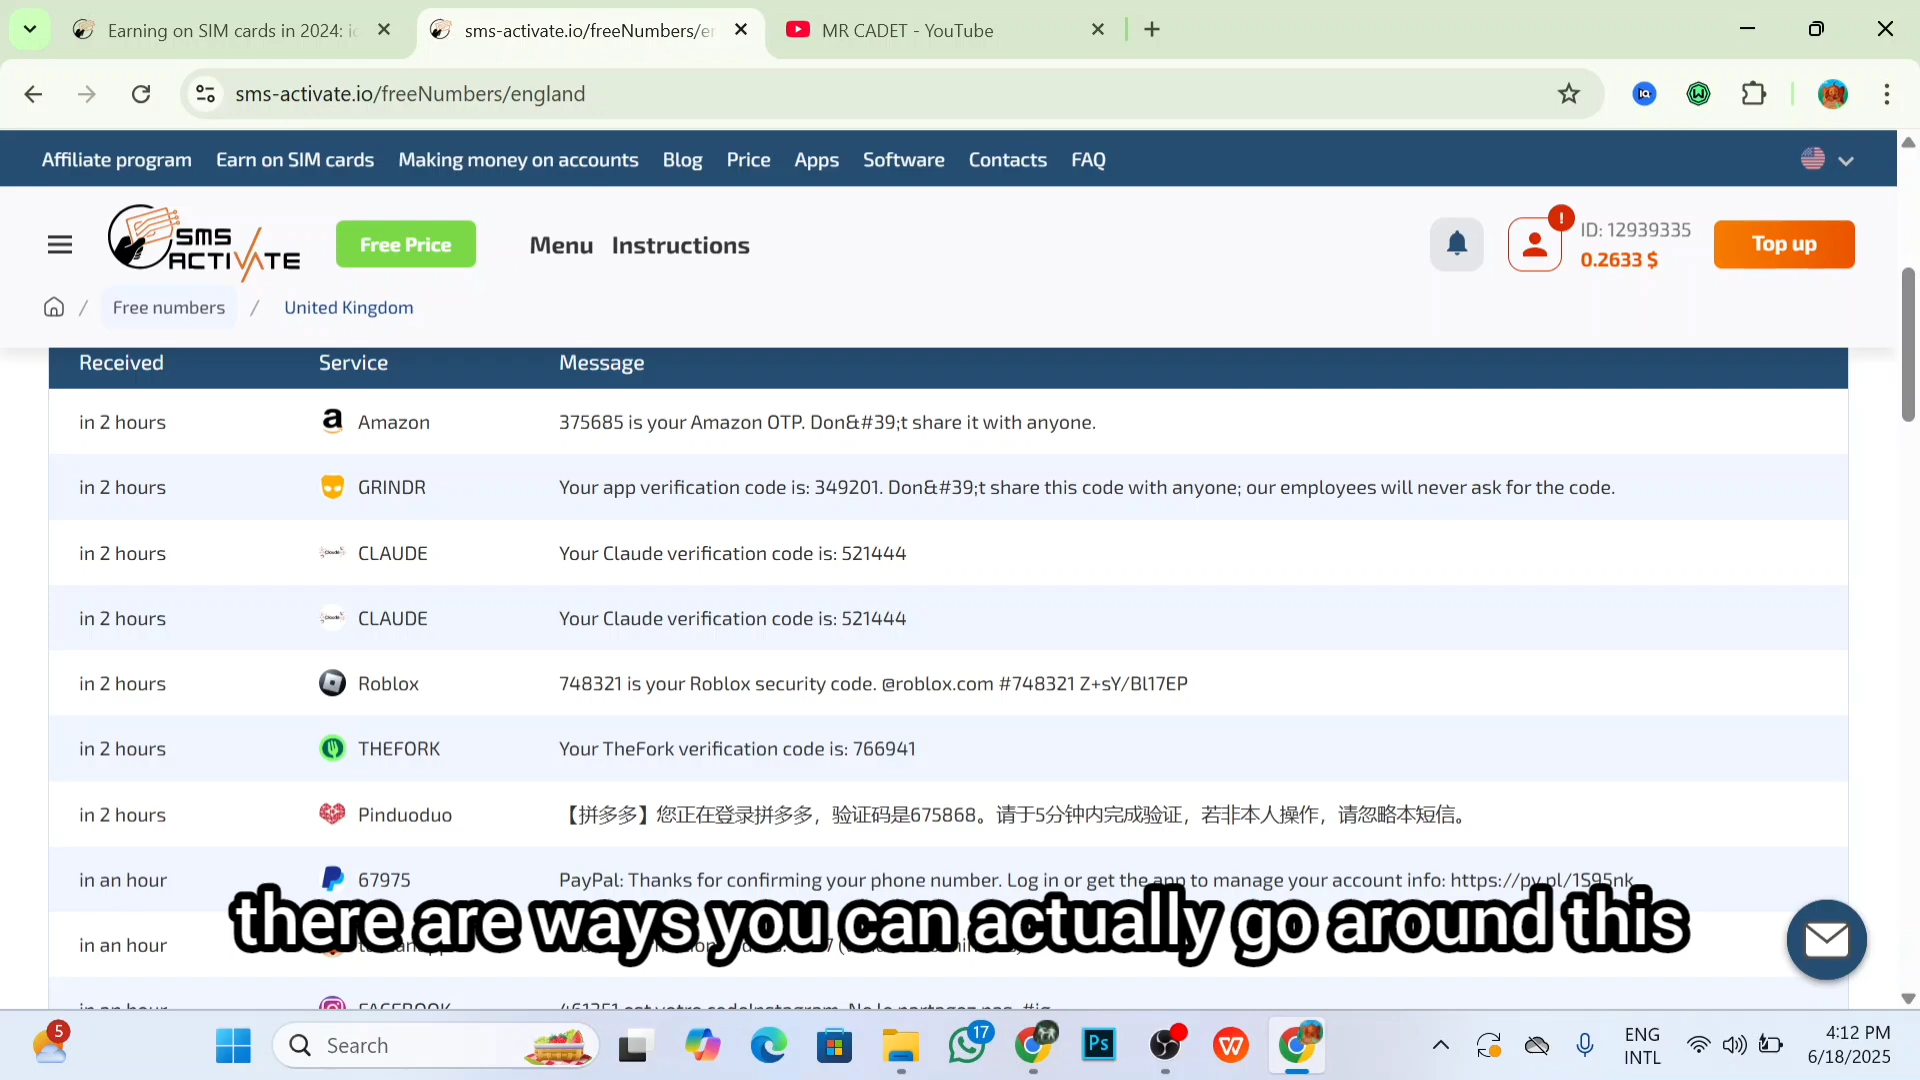 Earning on SIM cards in 2024: ic
sms-activate.io/freeNumbers/er
MR CADET - YouTube
sms-activate.io/freeNumbers/england
Affiliate program Earn on SIM cards Making money on accounts Blog Price Apps Software Contacts FAQ
SMS ACTIVATE
Free Price
Menu Instructions
ID: 12939335
0.2633 $
Top up
/ Free numbers / United Kingdom
Received Service Message
in 2 hours Amazon 375685 is your Amazon OTP. Don&#39;t share it with anyone.
in 2 hours GRINDR Your app verification code is: 349201. Don&#39;t share this code with anyone; our employees will never ask for the code.
in 2 hours CLAUDE Your Claude verification code is: 521444
in 2 hours CLAUDE Your Claude verification code is: 521444
in 2 hours Roblox 748321 is your Roblox security code. @roblox.com #748321 Z+sY/Bl17EP
in 2 hours THEFORK Your TheFork verification code is: 766941
in 2 hours Pinduoduo 【拼多多】您正在登录拼多多，验证码是675868。请于5分钟内完成验证，若非本人操作，请忽略本短信。
in an hour 67975 PayPal: Thanks for confirming your phone number. Log in or get the app to manage your account info: https://py.pl/1S95nk
there are ways you can actually go around this
in an hour
in an hour FACEBOOK
5
Search
17
ENG
INTL
4:12 PM
6/18/2025